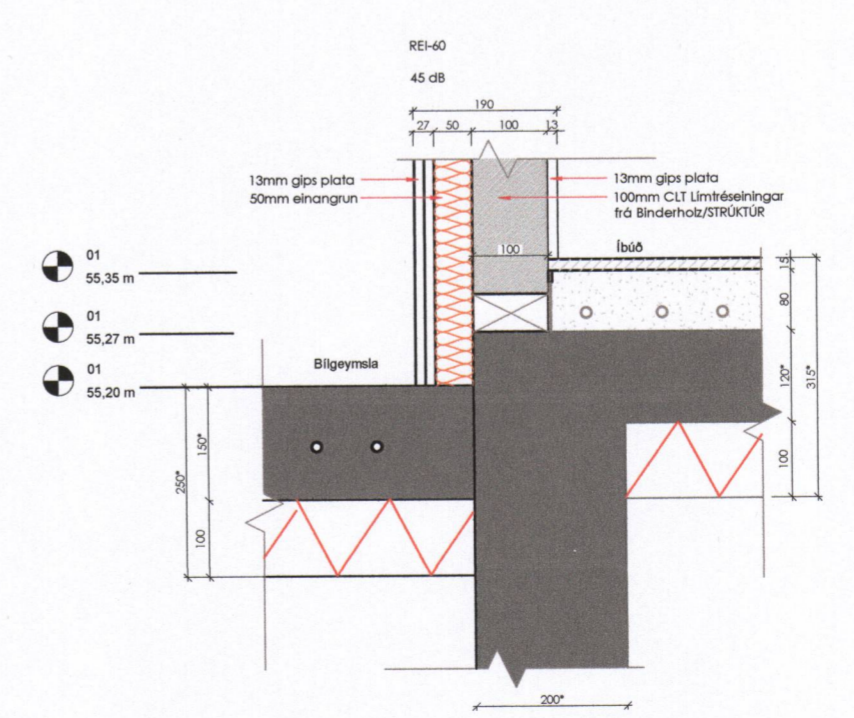 REI-60
45 dB
190
27 50 100 13
13mm gips plata
50mm einangrun
13mm gips plata
100mm CLT Límtréseiningar
frá Binderholz/STRÚKTÚR
100
Íbúð
01
55,35 m
01
55,27 m
01
55,20 m
Bílgeymsla
15
80
120*
100
315*
150*
100
250*
200*